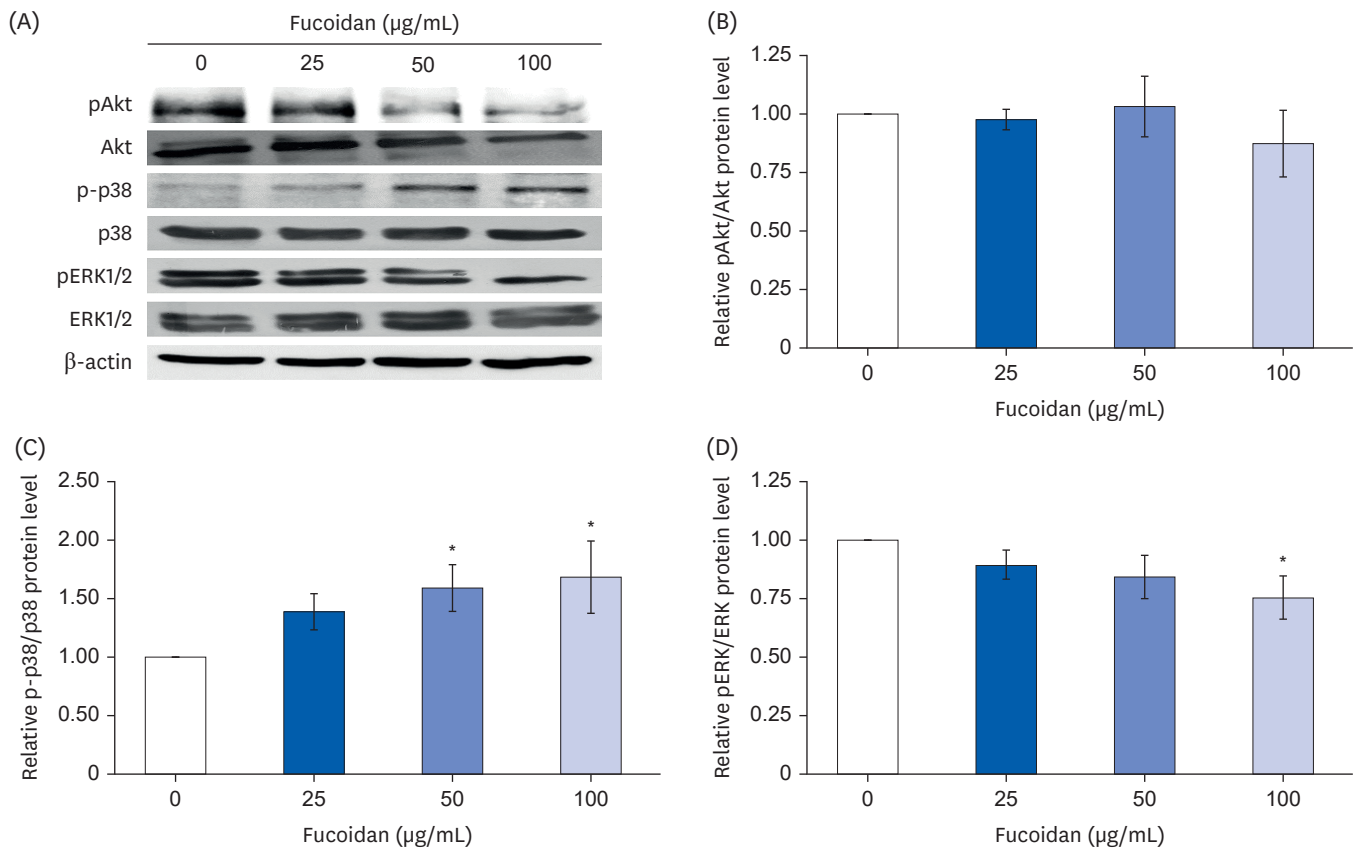 (A)
Fucoidan (µg/mL)
0 25 50 100
pAkt
Akt
p-p38
p38
pERK1/2
ERK1/2
β-actin
(B)
Relative pAkt/Akt protein level
1.25
1.00
0.75
0.50
0.25
0
0 25 50 100
Fucoidan (µg/mL)
(C)
Relative p-p38/p38 protein level
2.50
2.00
1.50
1.00
0.50
0
* *
0 25 50 100
Fucoidan (µg/mL)
(D)
Relative pERK/ERK protein level
1.25
1.00
0.75
0.50
0.25
0
*
0 25 50 100
Fucoidan (µg/mL)